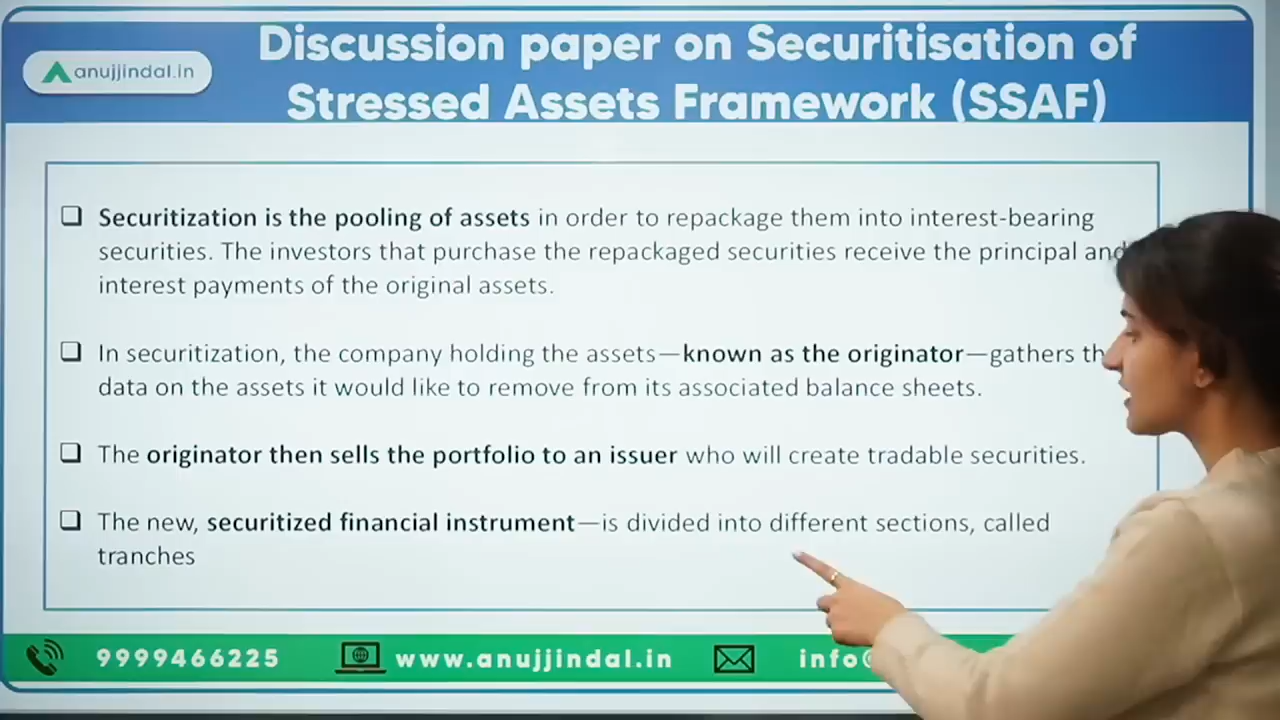 Discussion paper on Securitisation of
anujjindal.in
Stressed Assets Framework (SSAF)
Securitization is the pooling of assets in order to repackage them into interest-bearing
securities. The investors that purchase the repackaged securities receive the principal and
interest payments of the original assets.
In securitization, the company holding the assets—known as the originator—gathers
data on the assets it would like to remove from its associated balance sheets.
The originator then sells the portfolio to an issuer who will create tradable securities.
The new, securitized financial instrument—is divided into different sections, called
tranches
9999466225 www.anujjindal.in